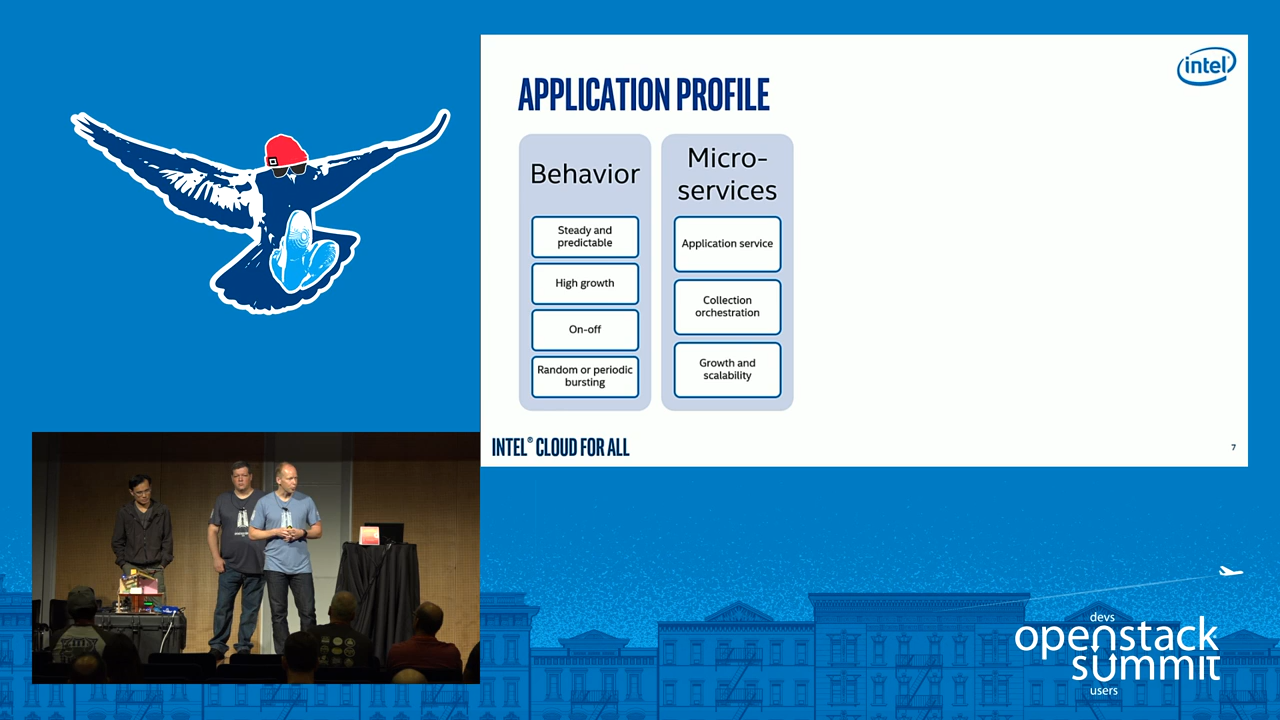 intel
APPLICATION PROFILE
Behavior
Steady and
predictable
High growth
On-off
Random or periodic
bursting
Micro-
services
Application service
Collection
orchestration
Growth and
scalability
INTEL® CLOUD FOR ALL
7
devs
openstack
summit
users